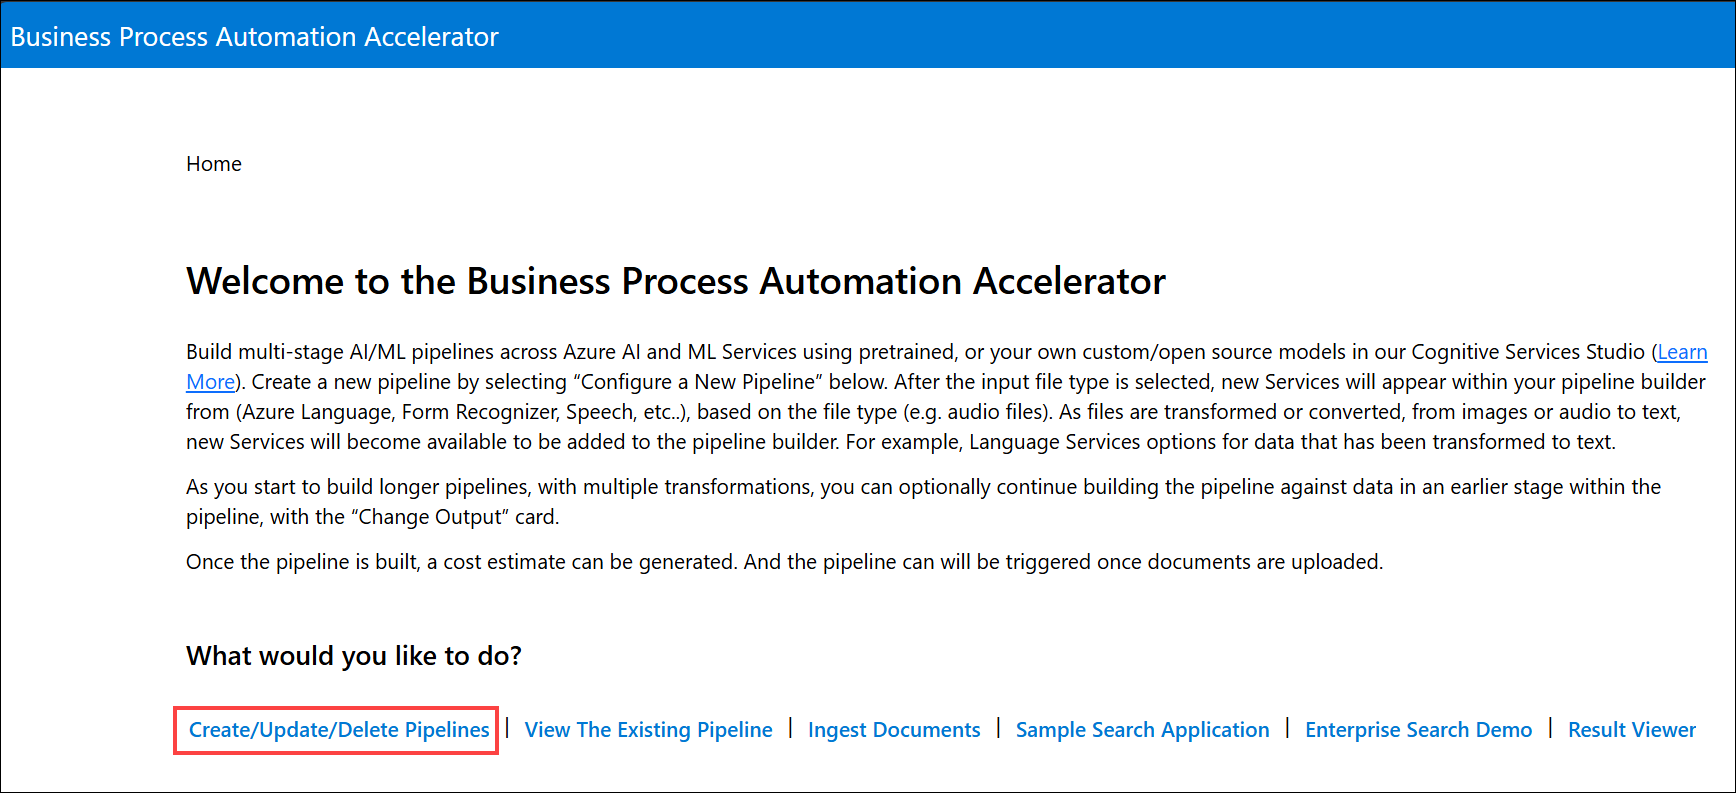 Business Process Automation Accelerator
Home
Welcome to the Business Process Automation Accelerator
Build multi-stage AI/ML pipelines across Azure AI and ML Services using pretrained, or your own custom/open source models in our Cognitive Services Studio (Learn
More). Create a new pipeline by selecting “Configure a New Pipeline” below. After the input file type is selected, new Services will appear within your pipeline builder
from (Azure Language, Form Recognizer, Speech, etc..), based on the file type (e.g. audio files). As files are transformed or converted, from images or audio to text,
new Services will become available to be added to the pipeline builder. For example, Language Services options for data that has been transformed to text.
As you start to build longer pipelines, with multiple transformations, you can optionally continue building the pipeline against data in an earlier stage within the
pipeline, with the “Change Output” card.
Once the pipeline is built, a cost estimate can be generated. And the pipeline can will be triggered once documents are uploaded.
What would you like to do?
Create/Update/Delete Pipelines | View The Existing Pipeline | Ingest Documents | Sample Search Application | Enterprise Search Demo | Result Viewer